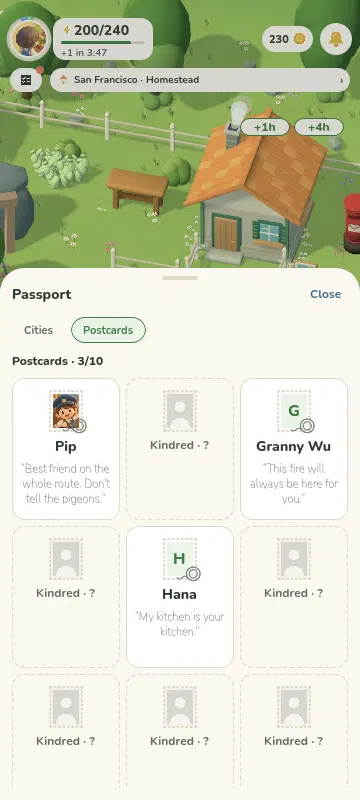 200/240
+1 in 3:47
230
San Francisco · Homestead
+1h
+4h
Passport
Close
Cities
Postcards
Postcards · 3/10
Pip
"Best friend on the
whole route. Don't
tell the pigeons."
Kindred · ?
G
Granny Wu
"This fire will
always be here for
you."
Kindred · ?
H
Hana
"My kitchen is your
kitchen."
Kindred · ?
Kindred · ?
Kindred · ?
Kindred · ?